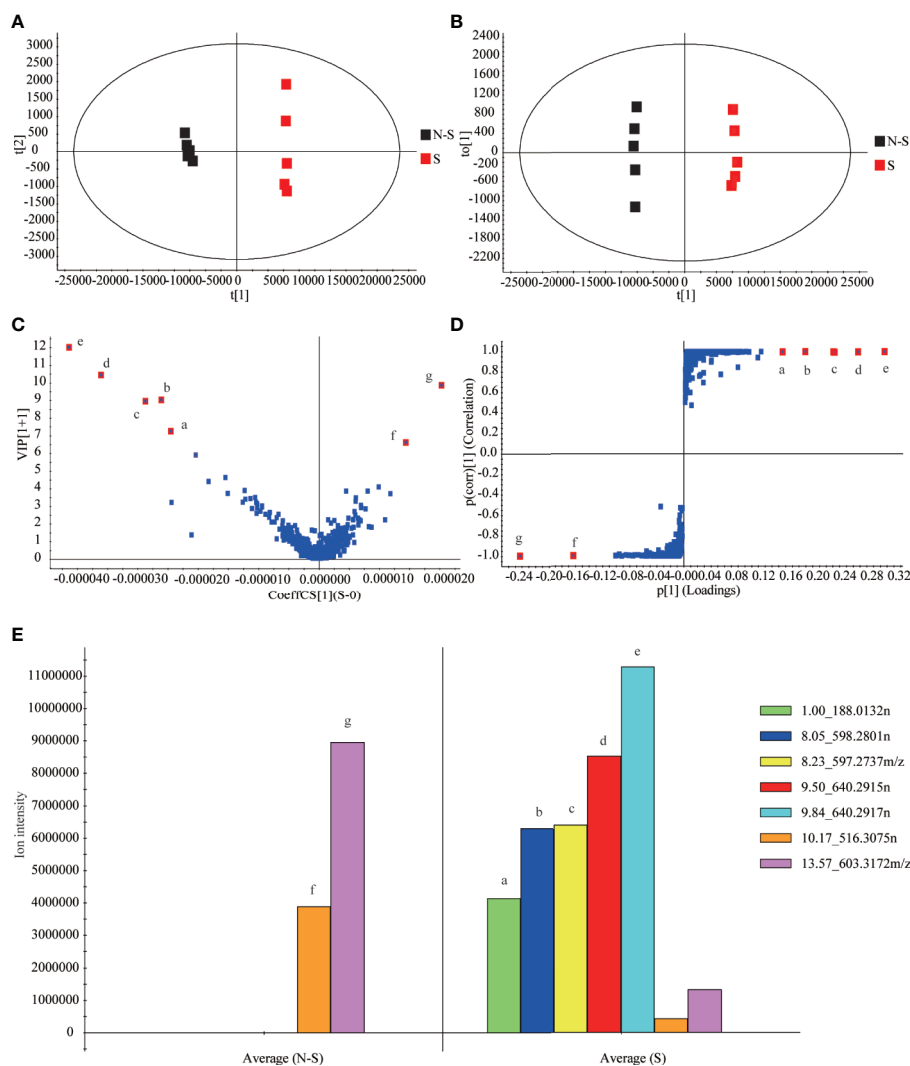 A
3000
2500
2000
1500
1000
500
0
-500
-1000
-1500
-2000
-2500
-3000
t[2]
-25000 -20000 -15000 -10000 -5000 0 5000 10000 15000 20000 25000
t[1]
N-S
S
B
2400
2000
1600
1200
800
400
0
-200
-600
-1000
-1400
-1800
-2200
to[1]
-25000 -20000 -15000 -10000 -5000 0 5000 10000 15000 20000 25000
t[1]
N-S
S
C
12
11
10
9
8
7
6
5
4
3
2
1
0
VIP[1+1]
e
d
b
c
a
g
f
-0.000040 -0.000030 -0.000020 -0.000010 0.000000 0.000010 0.000020
CoeffCS[1](S-0)
D
1.0
0.8
0.6
0.4
0.2
0.0
-0.2
-0.4
-0.6
-0.8
-1.0
p(corr)[1] (Correlation)
a b c d e
g f
-0.24 -0.20 -0.16 -0.12 -0.08 -0.04 -0.00 0.04 0.08 0.12 0.16 0.20 0.24 0.28 0.32
p[1] (Loadings)
E
11000000
10000000
9000000
8000000
7000000
6000000
5000000
4000000
3000000
2000000
1000000
0
Ion intensity
f
g
a
b
c
d
e
Average (N-S)
Average (S)
1.00_188.0132n
8.05_598.2801n
8.23_597.2737m/z
9.50_640.2915n
9.84_640.2917n
10.17_516.3075n
13.57_603.3172m/z